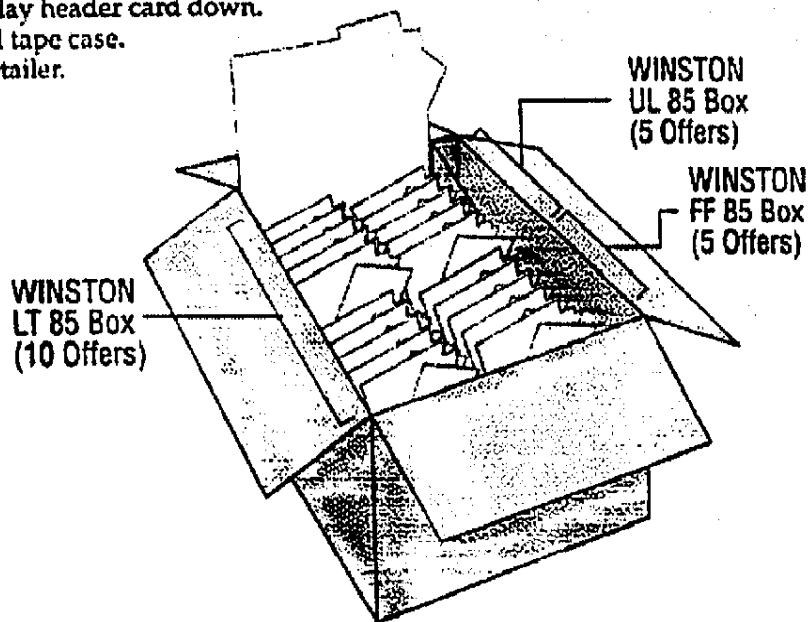 lay header card down.
l tape case.
tailer.
WINSTON
UL 85 Box
(5 Offers)
WINSTON
FF 85 Box
(5 Offers)
WINSTON
LT 85 Box
(10 Offers)